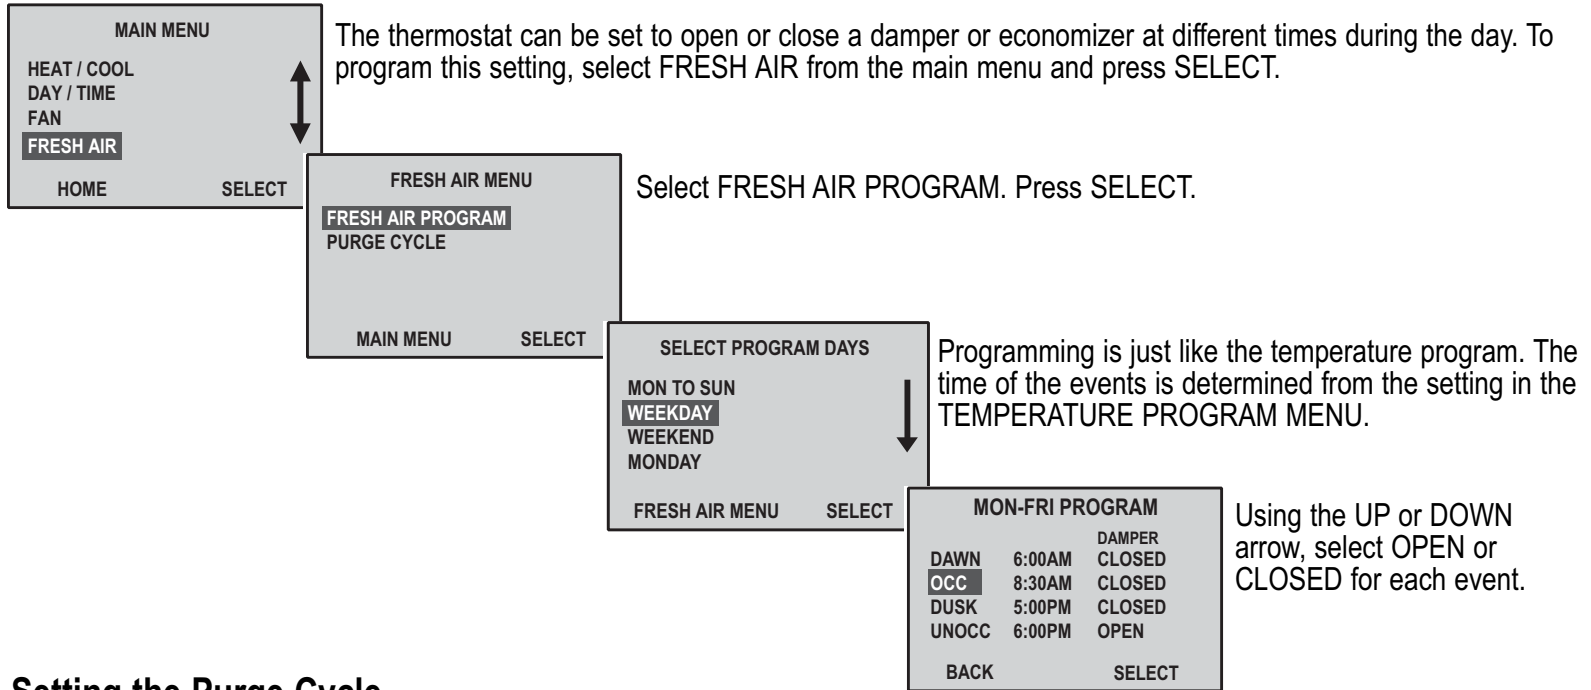 MAIN MENU
HEAT / COOL
DAY / TIME
FAN
FRESH AIR
HOME SELECT
The thermostat can be set to open or close a damper or economizer at different times during the day. To
program this setting, select FRESH AIR from the main menu and press SELECT.
FRESH AIR MENU
FRESH AIR PROGRAM
PURGE CYCLE
MAIN MENU SELECT
Select FRESH AIR PROGRAM. Press SELECT.
SELECT PROGRAM DAYS
MON TO SUN
WEEKDAY
WEEKEND
MONDAY
FRESH AIR MENU SELECT
Programming is just like the temperature program. The
time of the events is determined from the setting in the
TEMPERATURE PROGRAM MENU.
MON-FRI PROGRAM
DAMPER
DAWN 6:00AM CLOSED
OCC 8:30AM CLOSED
DUSK 5:00PM CLOSED
UNOCC 6:00PM OPEN
BACK SELECT
Using the UP or DOWN
arrow, select OPEN or
CLOSED for each event.
Setting the Purge Cycle